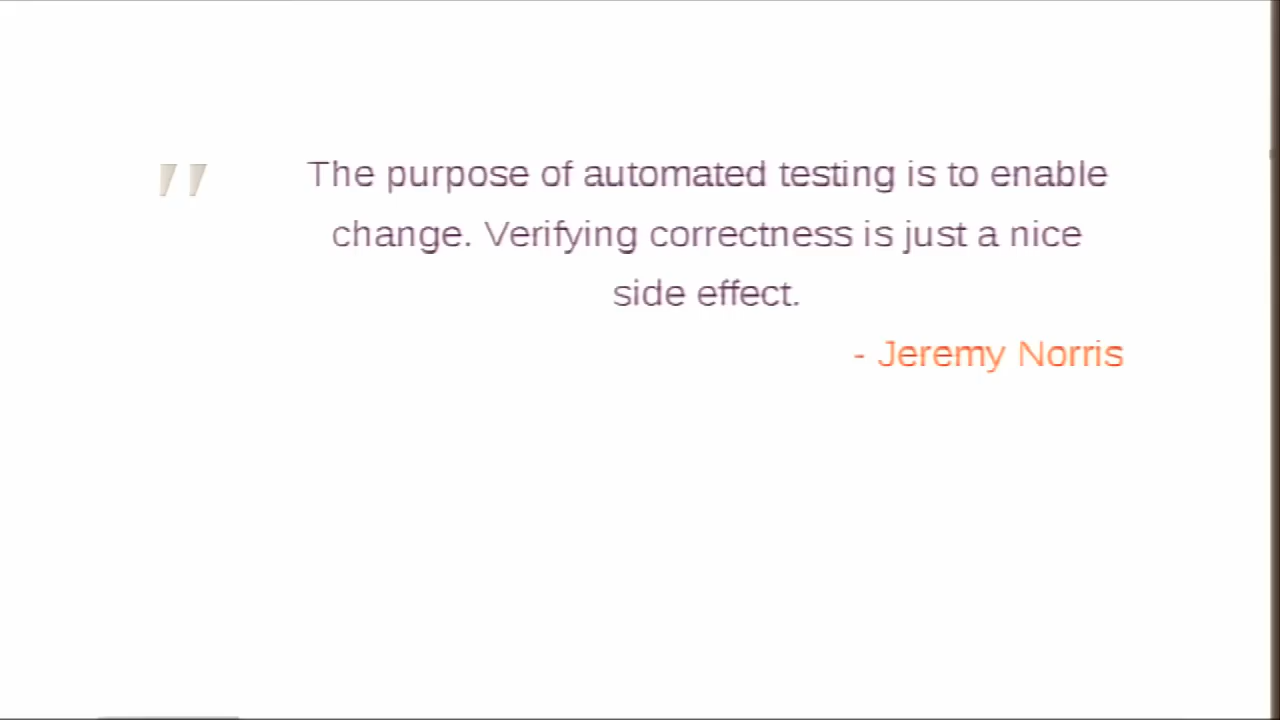 "
The purpose of automated testing is to enable
change. Verifying correctness is just a nice
side effect.
- Jeremy Norris